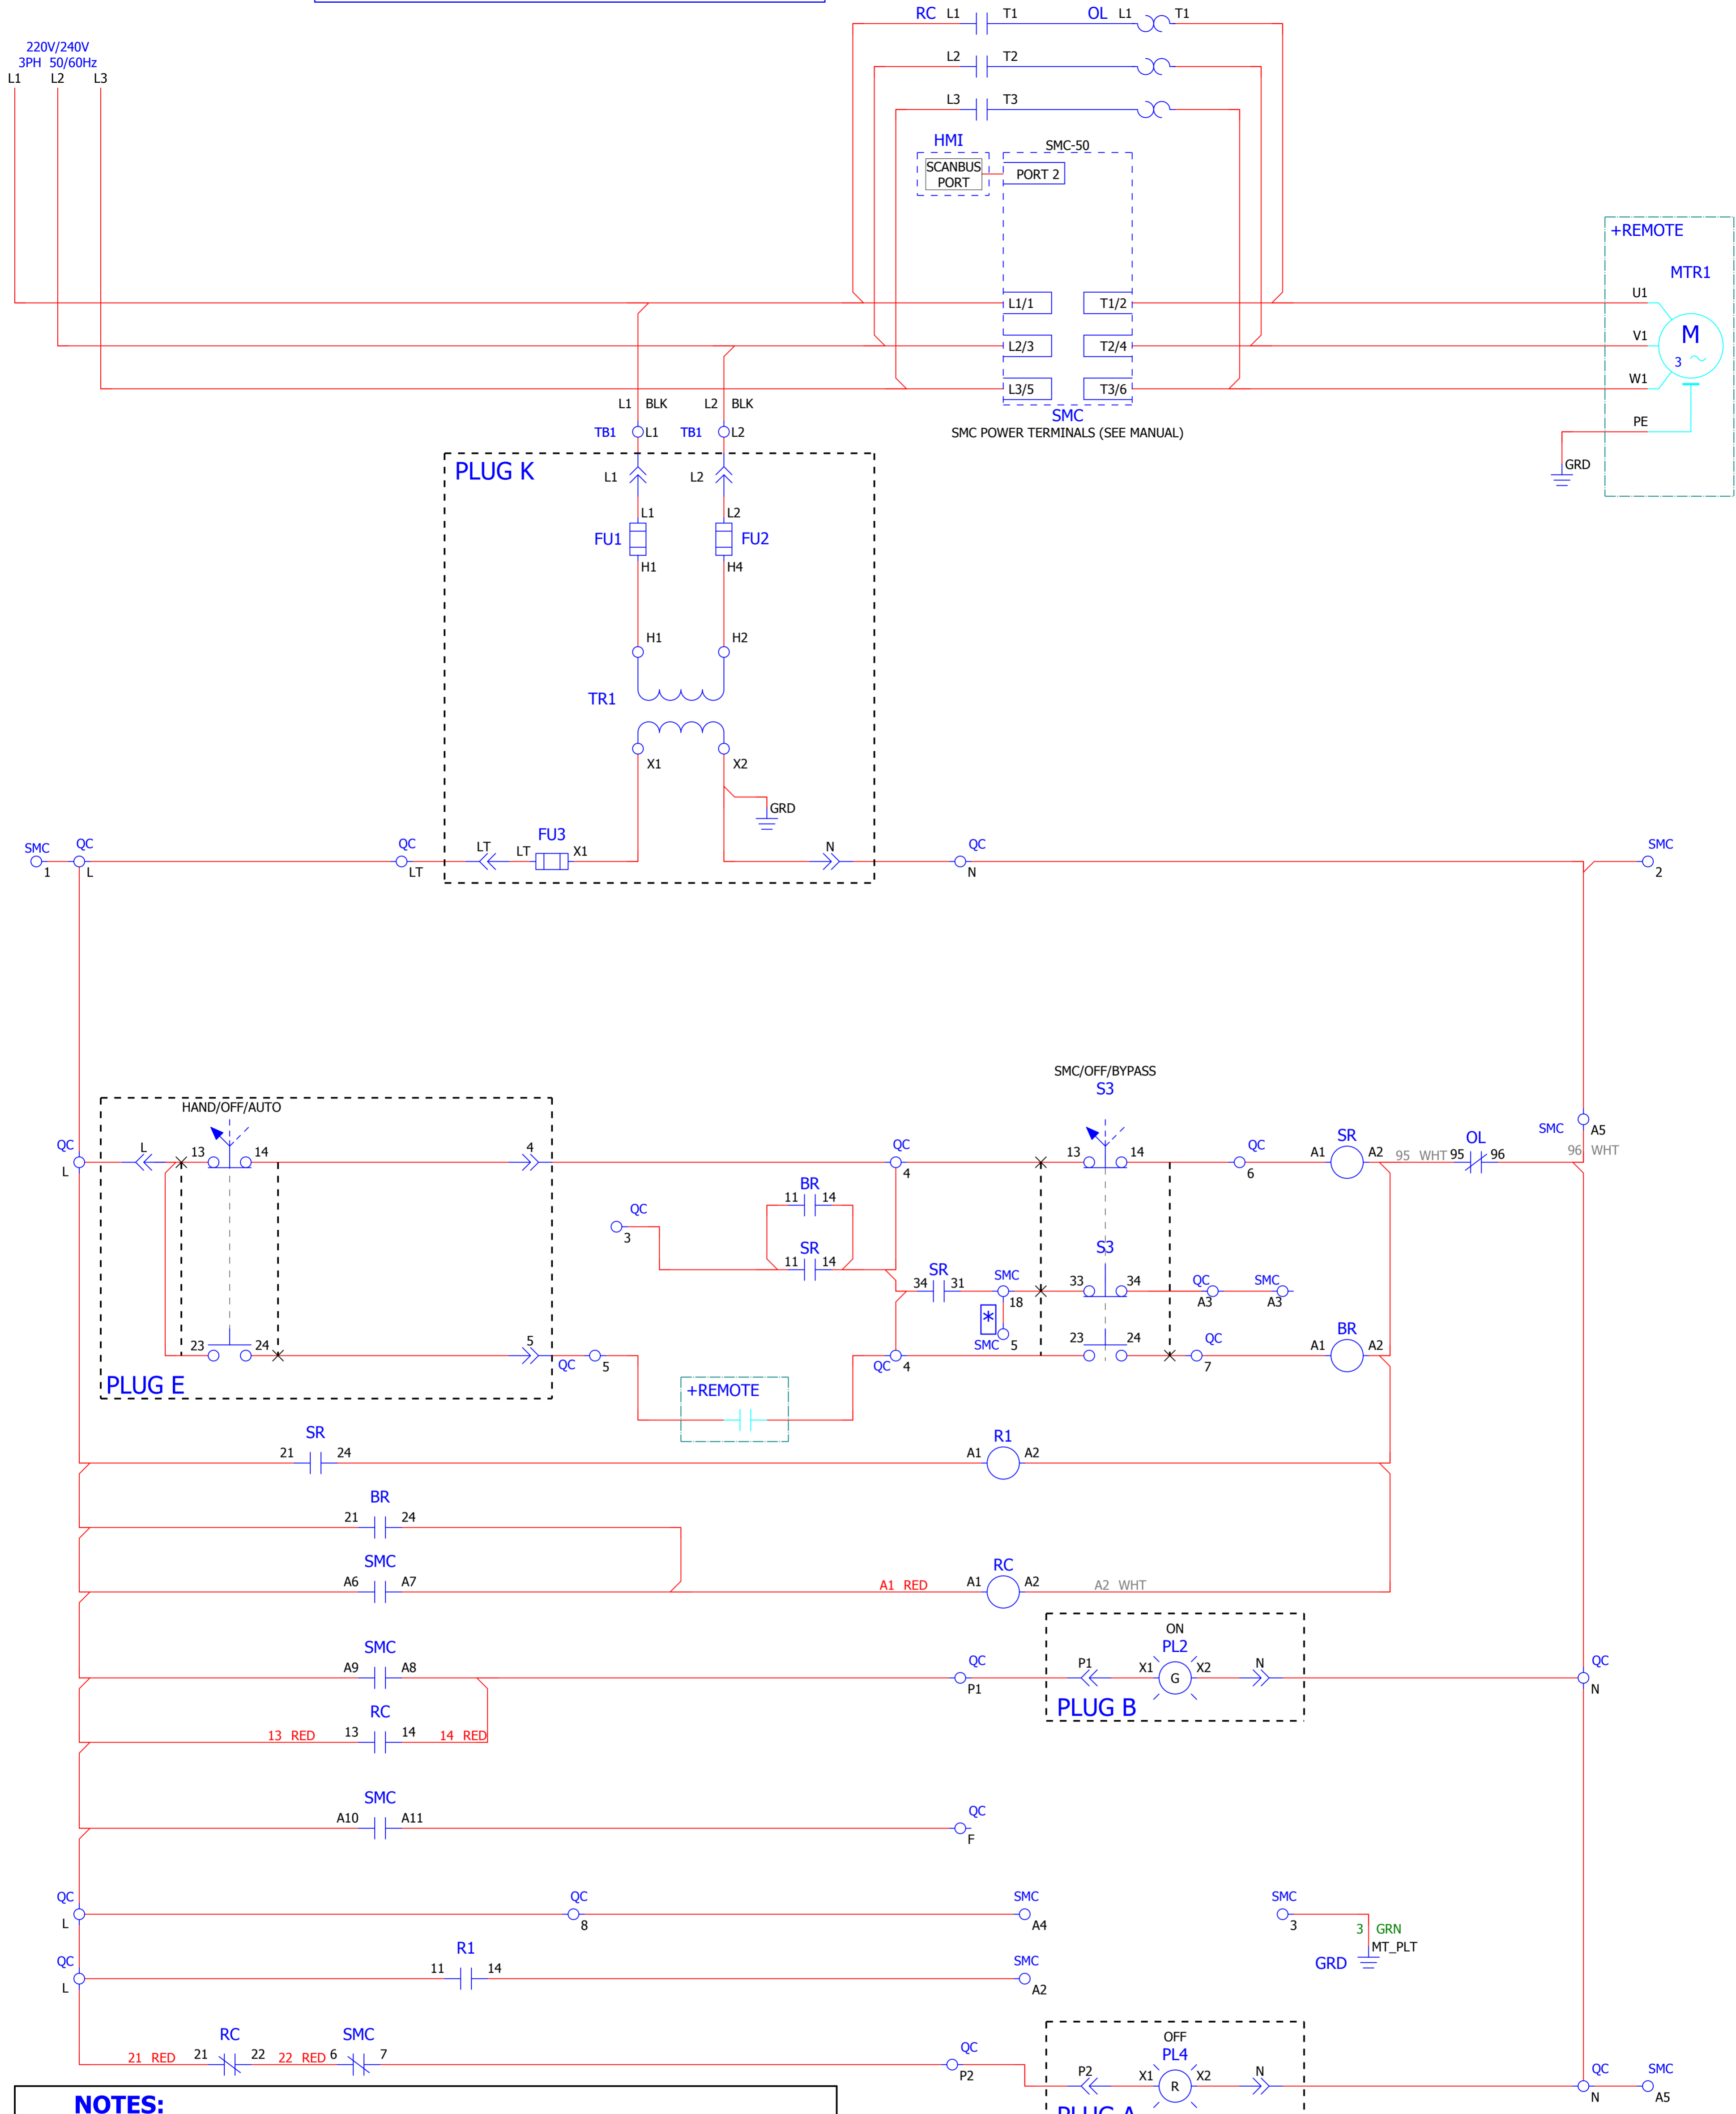 RC L1 T1 OL L1 T1
220V/240V
3PH 50/60Hz
L1 L2 L3
L2 T2
L3 T3
HMI
SMC-50
SCANBUS
PORT
PORT 2
+REMOTE
MTR1
L1/1 T1/2 U1
L2/3 T2/4 V1
M
3
L3/5 T3/6 W1
L1 BLK L2 BLK
SMC
SMC POWER TERMINALS (SEE MANUAL)
PE
GRD
TB1 L1 TB1 L2
PLUG K
L1 L2
L1 L2
FU1 FU2
H1 H4
H1 H2
TR1
X1 X2
GRD
SMC QC QC FU3 QC SMC
LT LT X1 N
1 L LT N 2
SMC/OFF/BYPASS
S3
HAND/OFF/AUTO
SMC A5
QC L 13 14 4 QC 13 14 QC SR A1 A2 95 WHT OL 95 96 96 WHT
L 4 6
BR
11 14
QC
3
SR
11 14
S3
SR
34 31 SMC 33 34 QC SMC
18 A3 A3
*
SMC 5
23 24 5 23 24 QC BR A1 A2
QC 5 QC 4 7
PLUG E
+REMOTE
SR R1
21 24 A1 A2
BR
21 24
SMC RC
A6 A7 A1 RED A1 A2 A2 WHT
ON
SMC PL2
A9 A8 QC P1 X1 G X2 N QC
P1 N
PLUG B
RC
13 RED 13 14 14 RED
SMC
A10 A11 QC
F
QC QC SMC SMC
L 8 A4 3
3 GRN
MT_PLT
GRD
QC R1 SMC
L 11 14 A2
OFF
RC SMC PL4
21 RED 21 22 22 RED 6 7 QC P2 X1 R X2 N QC SMC
P2 N A5
NOTES:
PLUG A